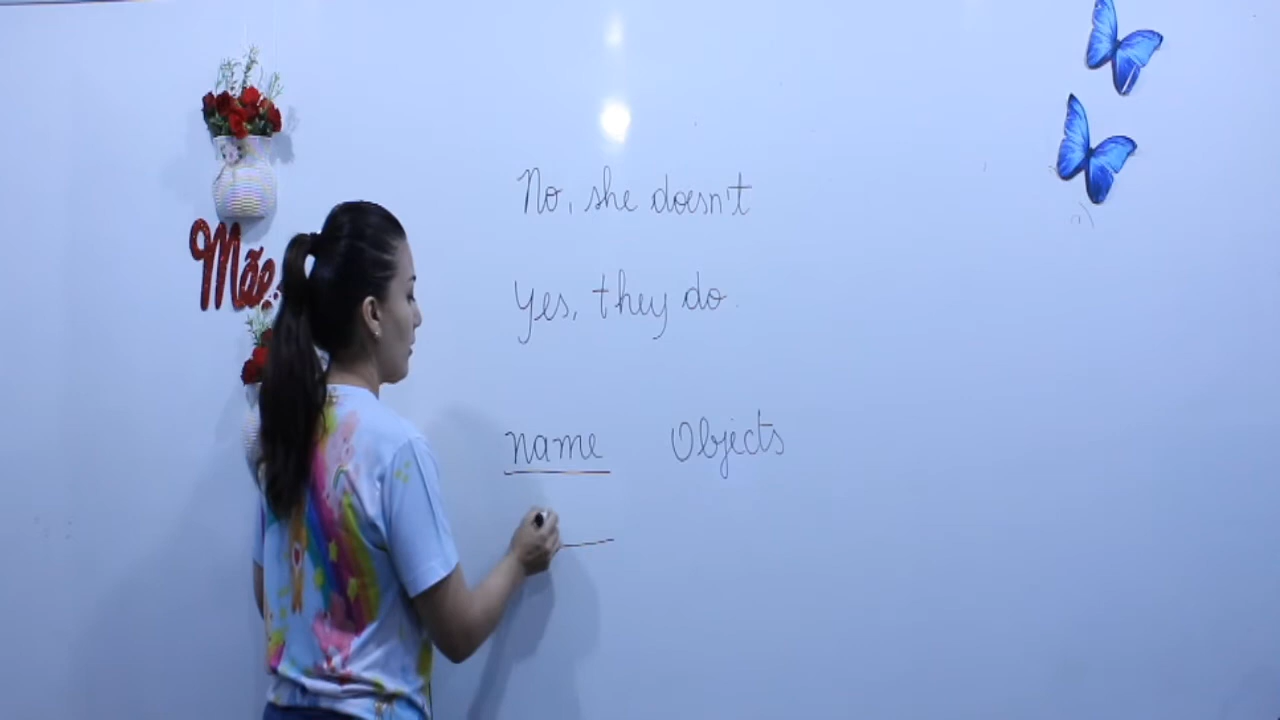 No, she doesn't
Mãe
yes, they do.
name Objects